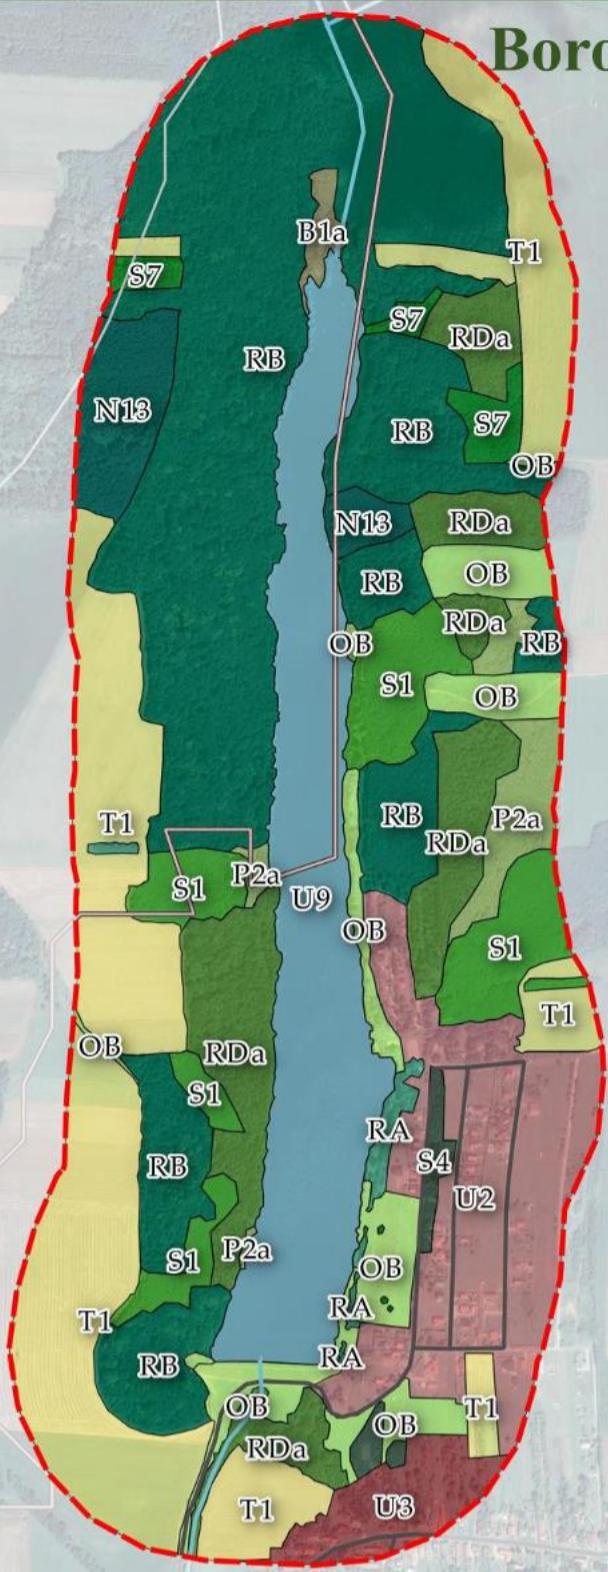 Boro
B1a
T1
S7
S7
RDa
RB
N13
RB
S7
OB
N13
RDa
RB
OB
RDa
OB
RB
S1
OB
RB
P2a
T1
RDa
P2a
S1
U9
OB
S1
T1
OB
RDa
S1
RA
S4
RB
U2
P2a
S1
OB
RA
T1
RA
RB
OB
T1
OB
RDa
T1
U3